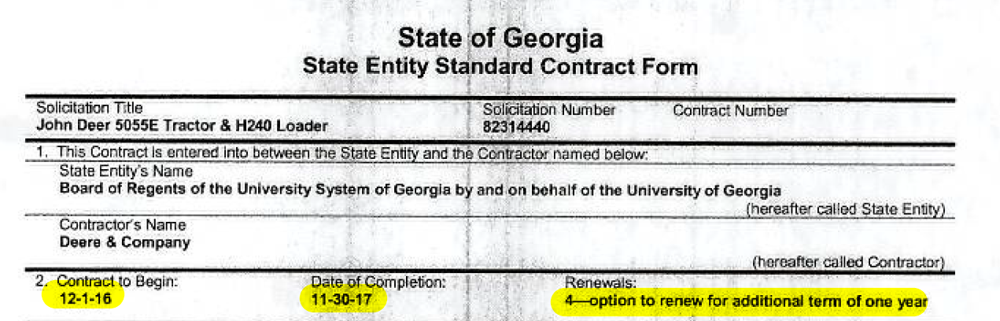 State of Georgia
State Entity Standard Contract Form
Solicitation Title
Solicitation Number
Contract Number
John Deer 5055E Tractor & H240 Loader
82314440
1. This Contract is entered into between the State Entity and the Contractor named below:
State Entity's Name
Board of Regents of the University System of Georgia by and on behalf of the University of Georgia
(hereafter called State Entity)
Contractor's Name
Deere & Company
(hereafter called Contractor)
2. Contract to Begin:
Date of Completion:
Renewals:
12-1-16
11-30-17
4—option to renew for additional term of one year